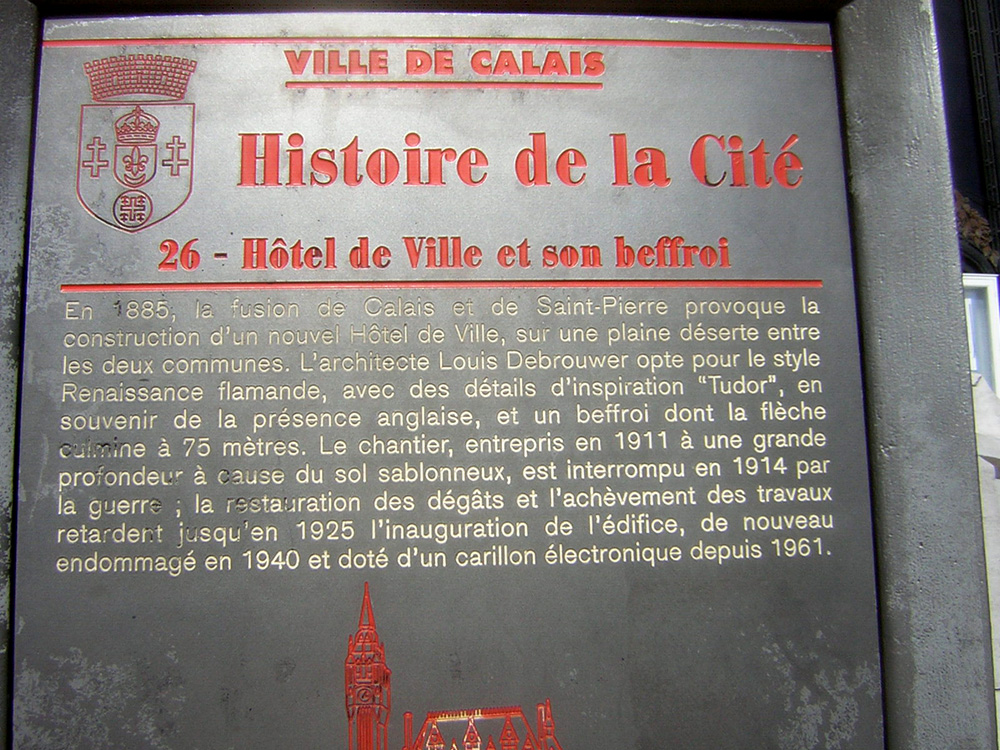 VILLE DE CALAIS
Histoire de la Cité
26 - Hôtel de Ville et son beffroi
En 1885, la fusion de Calais et de Saint-Pierre provoque la
construction d'un nouvel Hôtel de Ville, sur une plaine déserte entre
les deux communes. L'architecte Louis Debrouwer opte pour le style
Renaissance flamande, avec des détails d'inspiration "Tudor", en
souvenir de la présence anglaise, et un beffroi dont la flèche
culmine à 75 mètres. Le chantier, entrepris en 1911 à une grande
profondeur à cause du sol sablonneux, est interrompu en 1914 par
la guerre ; la restauration des dégâts et l'achèvement des travaux
retardent jusqu'en 1925 l'inauguration de l'édifice, de nouveau
endommagé en 1940 et doté d'un carillon électronique depuis 1961.